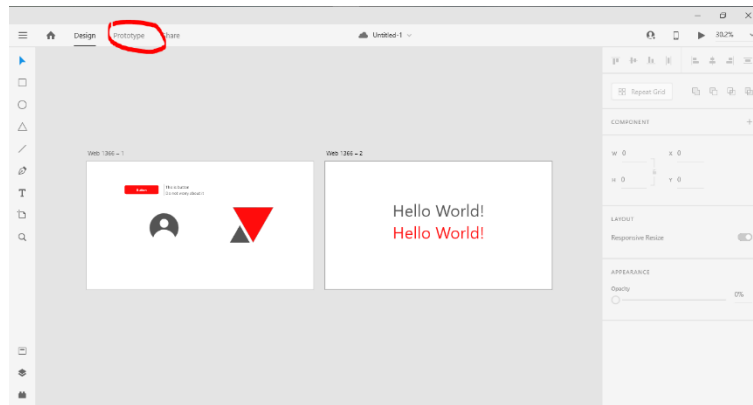 Design Prototype Share
Untitled-1
30.2%
Repeat Grid
COMPONENT
W 0 X 0
H 0 Y 0
LAYOUT
Responsive Resize
APPEARANCE
Opacity
0%
Web 1366 – 1
Web 1366 – 2
Hello World!
Hello World!
T